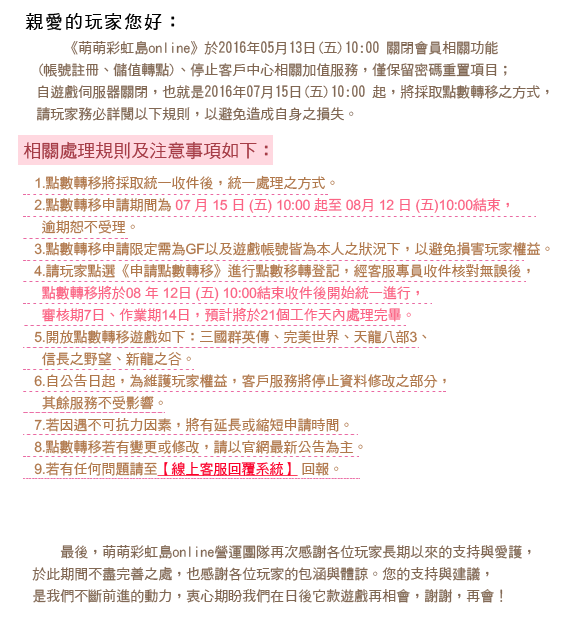 親愛的玩家您好：
《萌萌彩虹島online》於2016年05月13日(五)10:00 關閉會員相關功能
(帳號註冊、儲值轉點)、停止客戶中心相關加值服務，僅保留密碼重置項目；
自遊戲伺服器關閉，也就是2016年07月15日(五)10:00 起，將採取點數轉移之方式，
請玩家務必詳閱以下規則，以避免造成自身之損失。
相關處理規則及注意事項如下：
1.點數轉移將採取統一收件後，統一處理之方式。
2.點數轉移申請期間為 07 月 15 日 (五) 10:00 起至 08月 12 日 (五)10:00結束，
逾期恕不受理。
3.點數轉移申請限定需為GF以及遊戲帳號皆為本人之狀況下，以避免損害玩家權益。
4.請玩家點選《申請點數轉移》進行點數移轉登記，經客服專員收件核對無誤後，
點數轉移將於08 年 12日 (五) 10:00結束收件後開始統一進行，
審核期7日、作業期14日，預計將於21個工作天內處理完畢。
5.開放點數轉移遊戲如下：三國群英傳、完美世界、天龍八部3、
信長之野望、新龍之谷。
6.自公告日起，為維護玩家權益，客戶服務將停止資料修改之部分，
其餘服務不受影響。
7.若因遇不可抗力因素，將有延長或縮短申請時間。
8.點數轉移若有變更或修改，請以官網最新公告為主。
9.若有任何問題請至【線上客服回覆系統】 回報。
最後，萌萌彩虹島online營運團隊再次感謝各位玩家長期以來的支持與愛護，
於此期間不盡完善之處，也感謝各位玩家的包涵與體諒。您的支持與建議，
是我們不斷前進的動力，衷心期盼我們在日後它款遊戲再相會，謝謝，再會！